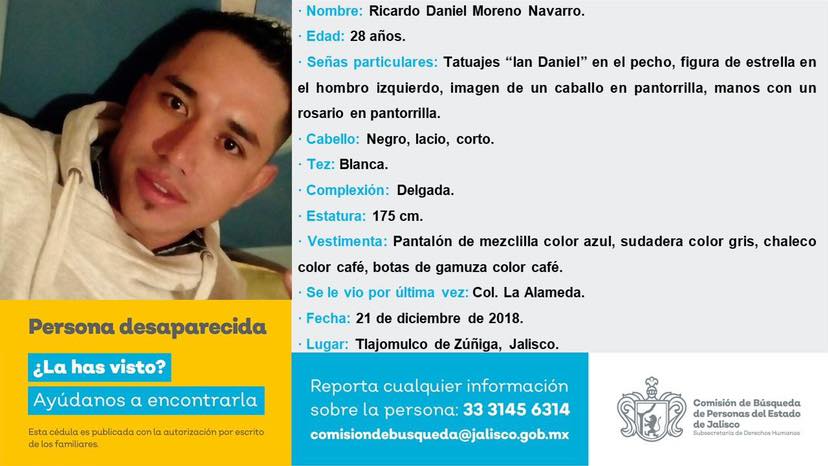 · Nombre: Ricardo Daniel Moreno Navarro.
· Edad: 28 años.
· Señas particulares: Tatuajes “Ian Daniel” en el pecho, figura de estrella en
el hombro izquierdo, imagen de un caballo en pantorrilla, manos con un
rosario en pantorrilla.
· Cabello: Negro, lacio, corto.
· Tez: Blanca.
· Complexión: Delgada.
· Estatura: 175 cm.
· Vestimenta: Pantalón de mezclilla color azul, sudadera color gris, chaleco
color café, botas de gamuza color café.
· Se le vio por última vez: Col. La Alameda.
· Fecha: 21 de diciembre de 2018.
· Lugar: Tlajomulco de Zúñiga, Jalisco.
Persona desaparecida
¿La has visto?
Ayúdanos a encontrarla
Esta cédula es publicada con la autorización por escrito
de los familiares.
Reporta cualquier información
sobre la persona: 33 3145 6314
comisiondebusqueda@jalisco.gob.mx
Comisión de Búsqueda
de Personas del Estado
de Jalisco
Subsecretaría de Derechos Humanos